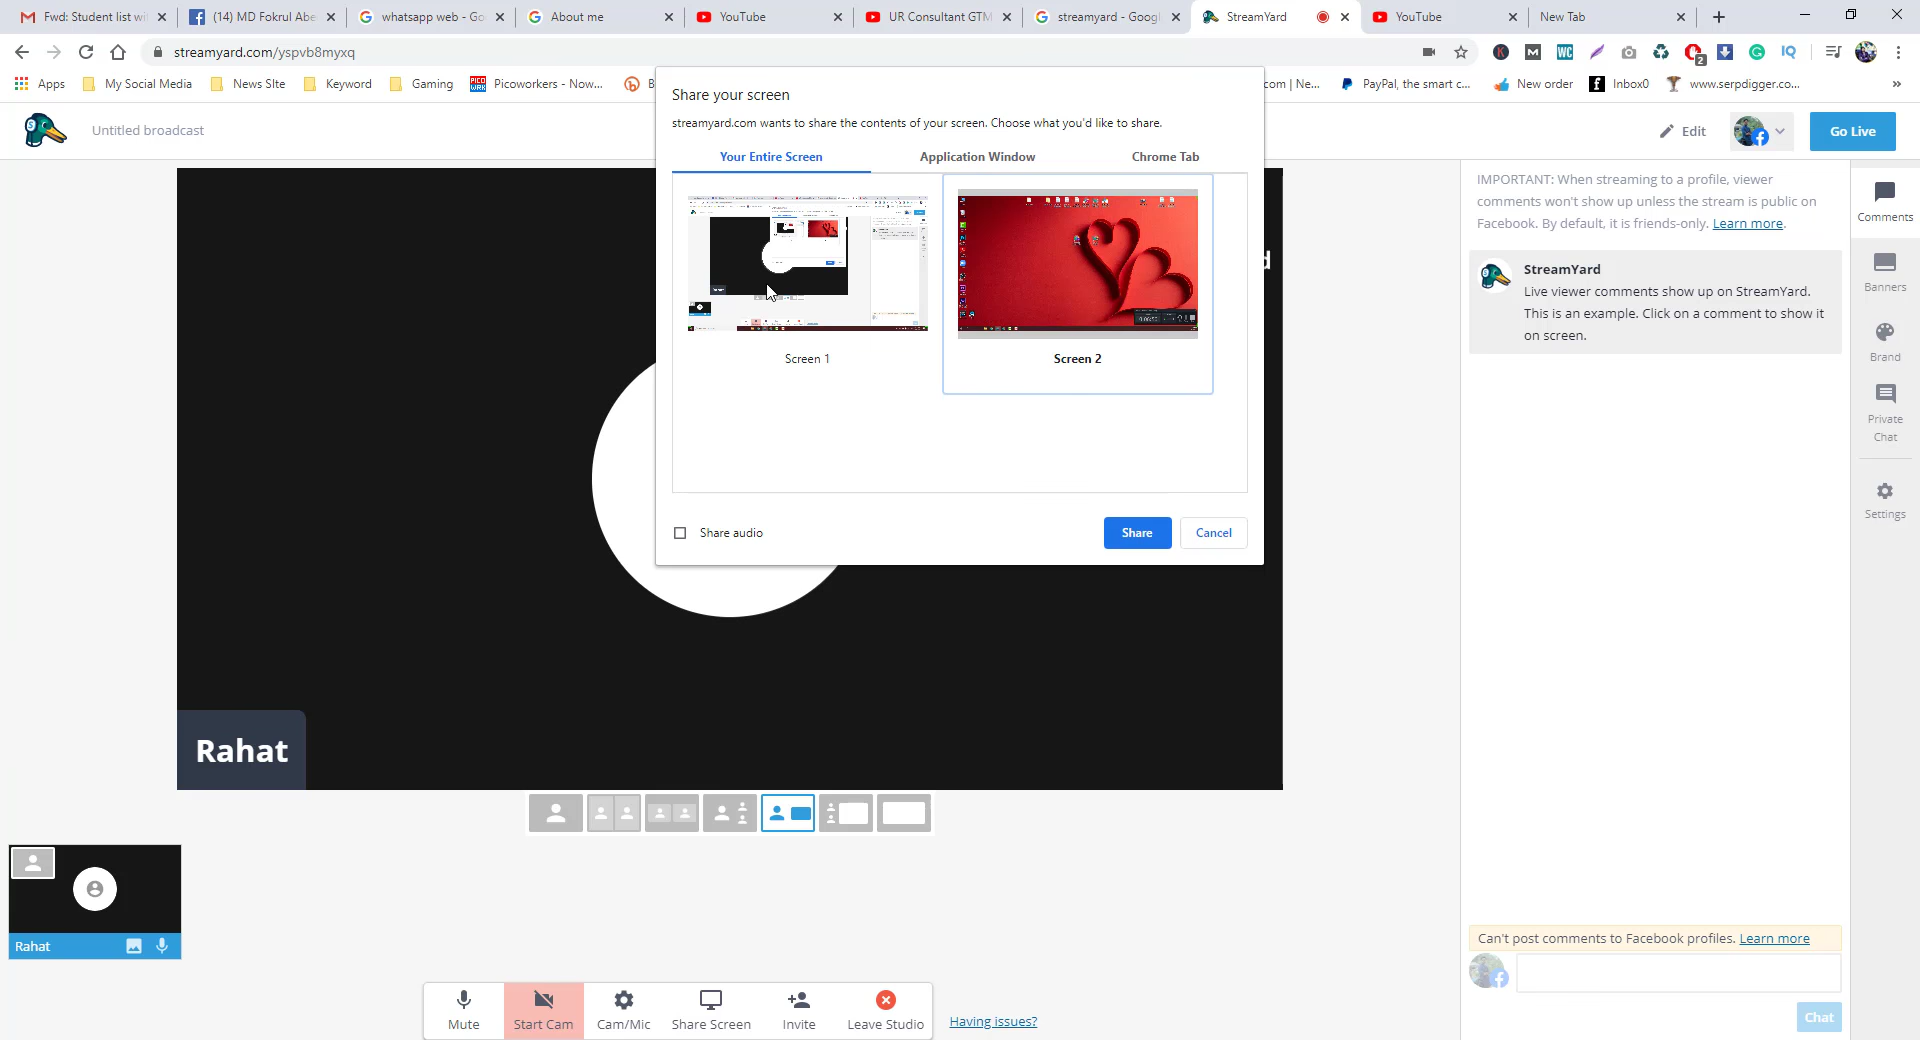 Fwd: Student list wit
(14) MD Fokrul Abe
whatsapp web - Go
About me
YouTube
UR Consultant GTM
streamyard - Googl
StreamYard
YouTube
New Tab
streamyard.com/yspvb8myxq
Apps
My Social Media
News SIte
Keyword
Gaming
Picoworkers - Now...
B
com | Ne...
PayPal, the smart c...
New order
Inbox0
www.serpdigger.co...
Untitled broadcast
Edit
Go Live
Share your screen
streamyard.com wants to share the contents of your screen. Choose what you'd like to share.
Your Entire Screen
Application Window
Chrome Tab
Screen 1
Screen 2
Share audio
Share
Cancel
d
Rahat
IMPORTANT: When streaming to a profile, viewer
comments won't show up unless the stream is public on
Facebook. By default, it is friends-only. Learn more.
StreamYard
Live viewer comments show up on StreamYard.
This is an example. Click on a comment to show it
on screen.
Comments
Banners
Brand
Private
Chat
Settings
Rahat
Can't post comments to Facebook profiles. Learn more
Chat
Mute
Start Cam
Cam/Mic
Share Screen
Invite
Leave Studio
Having issues?